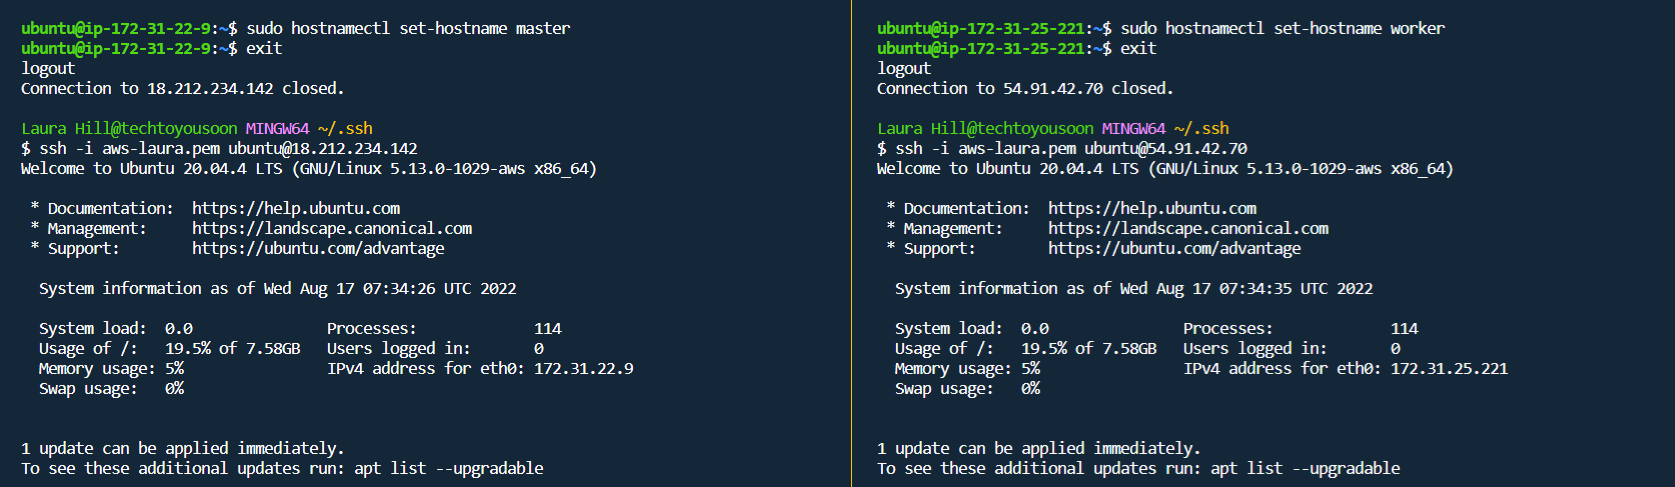 ubuntu@ip-172-31-22-9:~$ sudo hostnamectl set-hostname master
ubuntu@ip-172-31-22-9:~$ exit
logout
Connection to 18.212.234.142 closed.
Laura Hill@techtoyousoon MINGW64 ~/.ssh
$ ssh -i aws-laura.pem ubuntu@18.212.234.142
Welcome to Ubuntu 20.04.4 LTS (GNU/Linux 5.13.0-1029-aws x86_64)
* Documentation:  https://help.ubuntu.com
* Management:     https://landscape.canonical.com
* Support:        https://ubuntu.com/advantage
System information as of Wed Aug 17 07:34:26 UTC 2022
System load:  0.0               Processes:             114
Usage of /:   19.5% of 7.58GB   Users logged in:       0
Memory usage: 5%                IPv4 address for eth0: 172.31.22.9
Swap usage:   0%
1 update can be applied immediately.
To see these additional updates run: apt list --upgradable
ubuntu@ip-172-31-25-221:~$ sudo hostnamectl set-hostname worker
ubuntu@ip-172-31-25-221:~$ exit
logout
Connection to 54.91.42.70 closed.
Laura Hill@techtoyousoon MINGW64 ~/.ssh
$ ssh -i aws-laura.pem ubuntu@54.91.42.70
Welcome to Ubuntu 20.04.4 LTS (GNU/Linux 5.13.0-1029-aws x86_64)
* Documentation:  https://help.ubuntu.com
* Management:     https://landscape.canonical.com
* Support:        https://ubuntu.com/advantage
System information as of Wed Aug 17 07:34:35 UTC 2022
System load:  0.0               Processes:             114
Usage of /:   19.5% of 7.58GB   Users logged in:       0
Memory usage: 5%                IPv4 address for eth0: 172.31.25.221
Swap usage:   0%
1 update can be applied immediately.
To see these additional updates run: apt list --upgradable